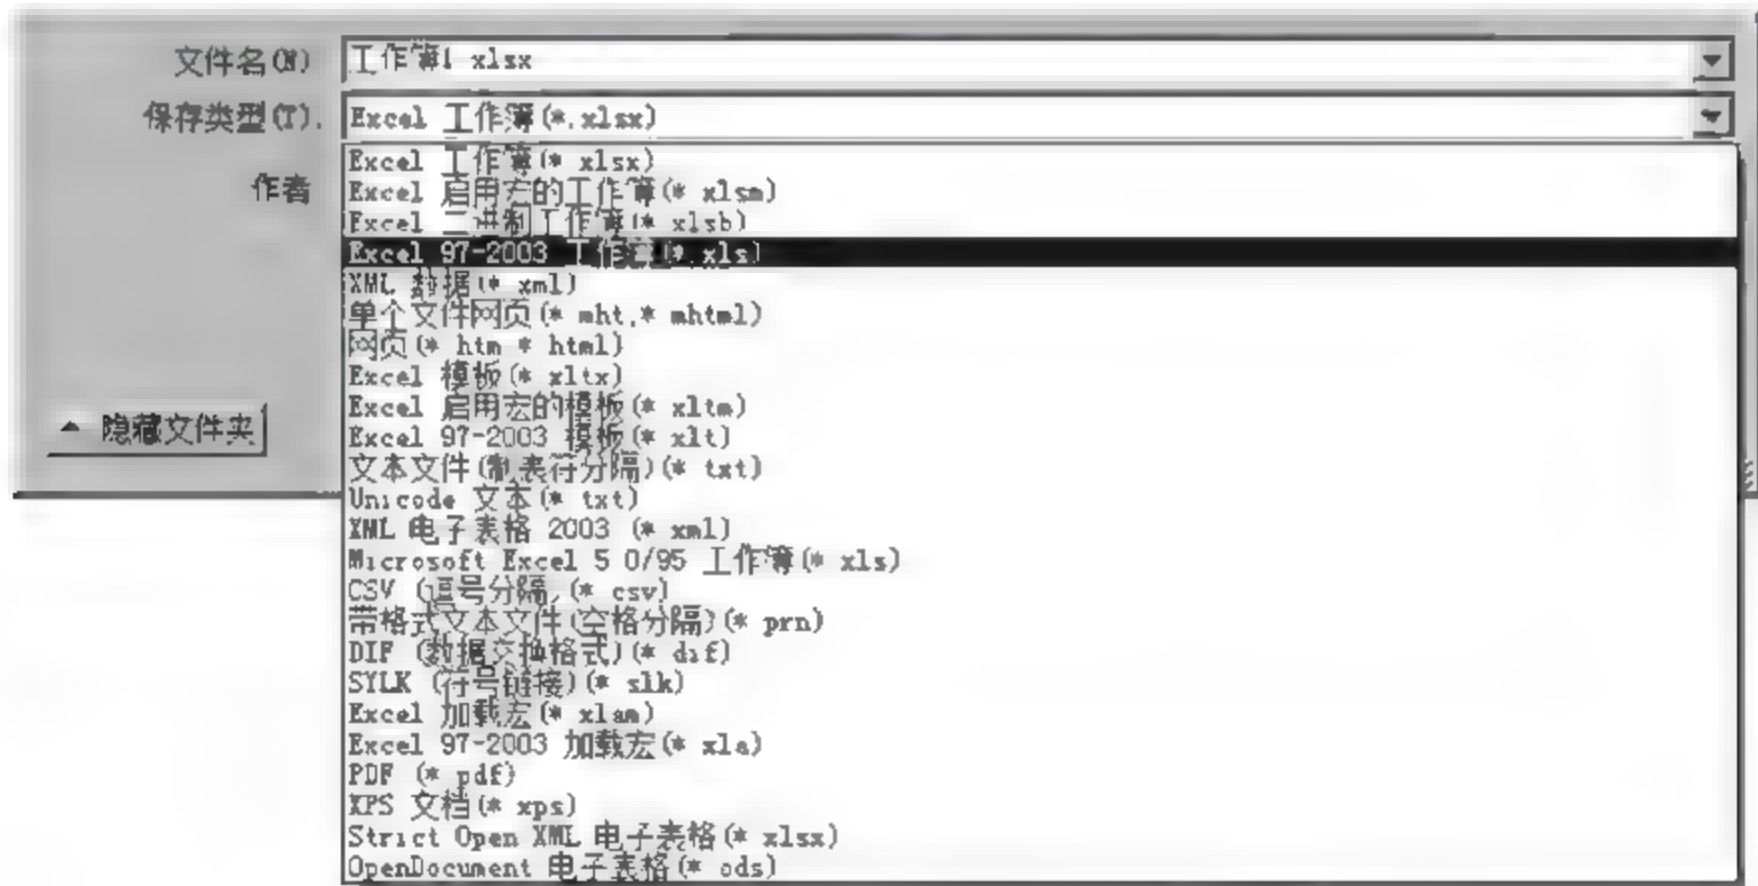 文件名(N)
工作簿1 xlsx
保存类型(T).
Excel 工作簿(*.xlsx)
作者
Excel 工作簿(* xlsx)
Excel 启用宏的工作簿(* xlsm)
Excel 二进制工作簿(* xlsb)
Excel 97-2003 工作簿(* xls)
XML 数据(* xml)
单个文件网页(* mht,* mhtml)
网页(* htm * html)
Excel 模板(* xltx)
Excel 启用宏的模板(* xltm)
Excel 97-2003 模板(* xlt)
文本文件(制表符分隔)(* txt)
Unicode 文本(* txt)
XML 电子表格 2003 (* xml)
Microsoft Excel 5 0/95 工作簿(* xls)
CSV (逗号分隔)(* csv)
带格式文本文件(空格分隔)(* prn)
DIF (数据交换格式)(* dif)
SYLK (符号链接)(* slk)
Excel 加载宏(* xlam)
Excel 97-2003 加载宏(* xla)
PDF (* pdf)
XPS 文档(* xps)
Strict Open XML 电子表格(* xlsx)
OpenDocument 电子表格(* ods)
隐藏文件夹